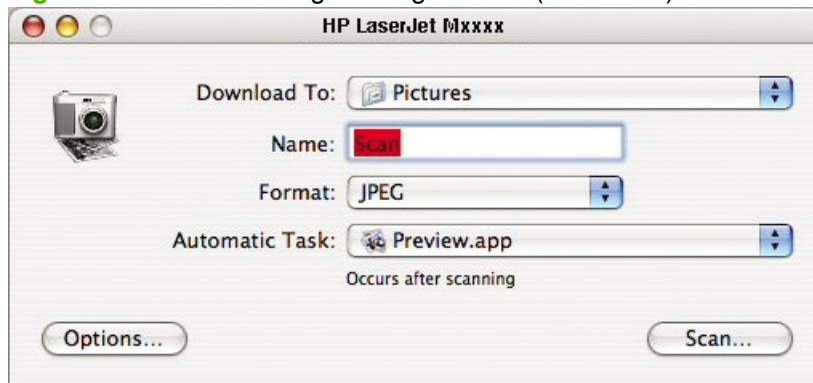 HP LaserJet Mxxxx
Download To: Pictures
Name: Scan
Format: JPEG
Automatic Task: Preview.app
Occurs after scanning
Options...
Scan...